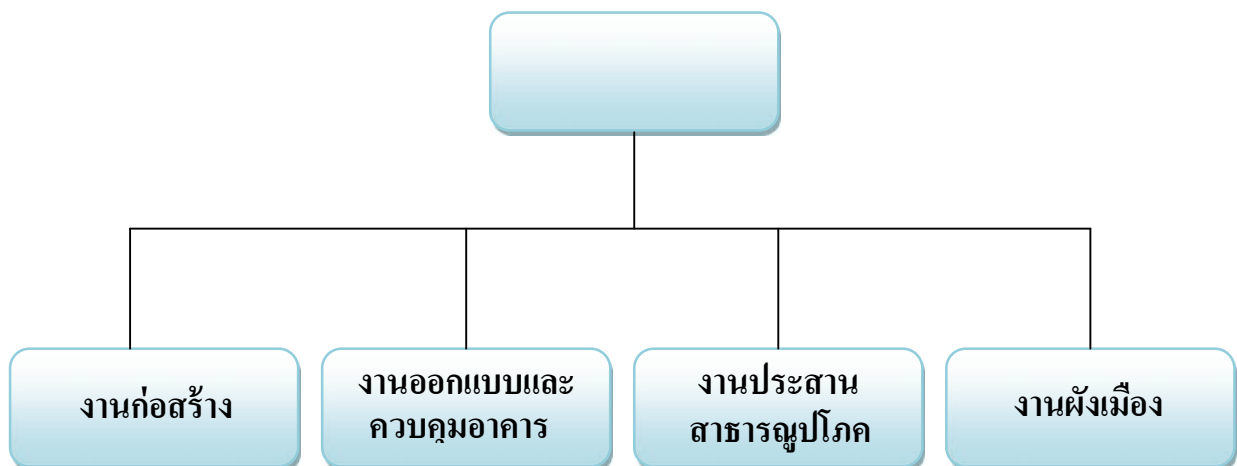 งานก่อสร้าง
งานออกแบบและ
ควบคุมอาคาร
งานประสาน
สาธารณูปโภค
งานผังเมือง